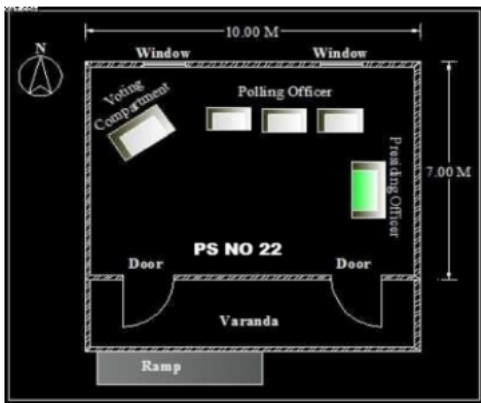 10.00 M
N
Window
Window
Voting
Compartment
Polling Officer
Presiding Officer
7.00 M
PS NO 22
Door
Door
Varanda
Ramp